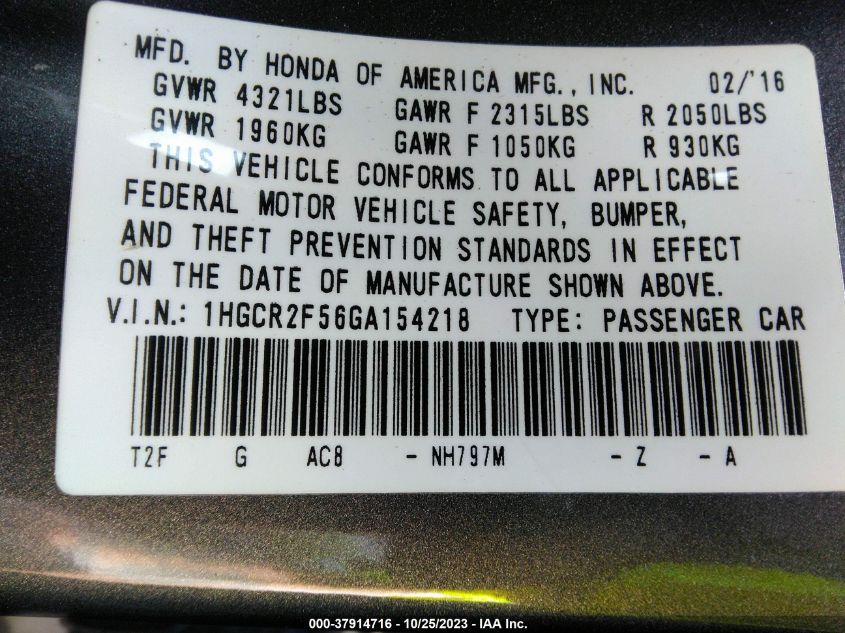 MFD. BY HONDA OF AMERICA MFG., INC. 02/'16
GVWR 4321LBS GAWR F 2315LBS R 2050LBS
GVWR 1960KG GAWR F 1050KG R 930KG
THIS VEHICLE CONFORMS TO ALL APPLICABLE
FEDERAL MOTOR VEHICLE SAFETY, BUMPER,
AND THEFT PREVENTION STANDARDS IN EFFECT
ON THE DATE OF MANUFACTURE SHOWN ABOVE.
V.I.N.: 1HGCR2F56GA154218 TYPE: PASSENGER CAR
T2F G AC8 - NH797M - Z - A
000-37914716 - 10/25/2023 - IAA Inc.